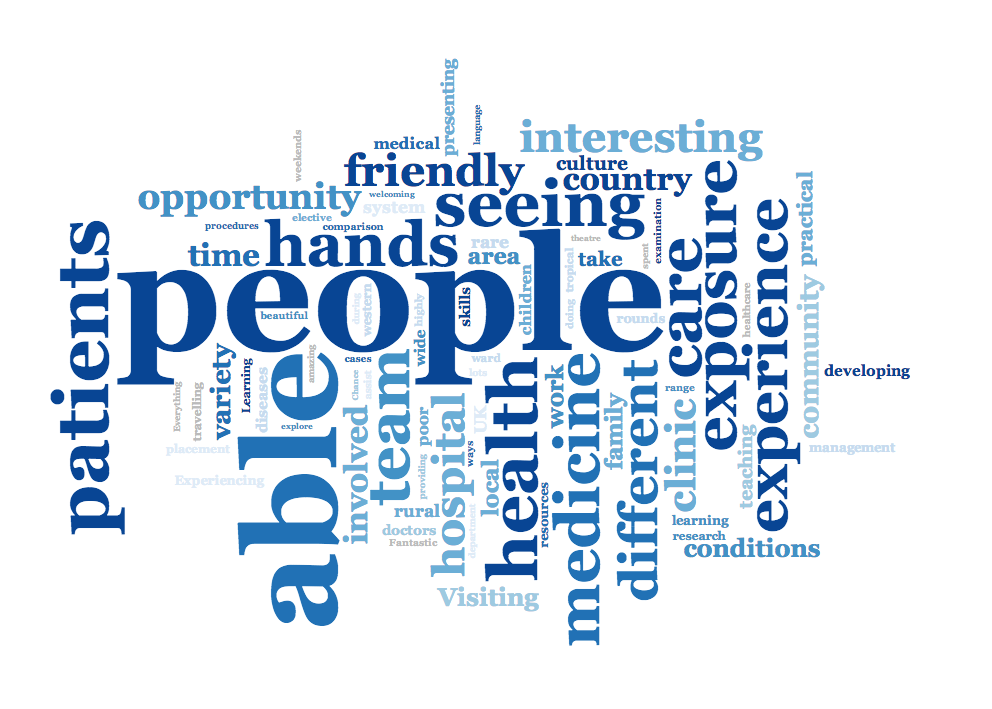 presenting
language
weekends
medical
interesting
friendly
culture
country
welcoming
opportunity
system
seeing
elective
procedures
comparison
hands
time
rare
area
theatre
take
spent
examination
practical
exposure
experience
care
patients
people
beautiful
during
western
highly
skills
children
doing
tropical
rounds
healthcare
community
developing
variety
Learning
diseases
amazing
able
cases
Chance
assist
team
wide
ward
lots
health
work
medicine
different
range
Everything
travelling
explore
involved
poor
hospital
UK
ways
local
family
clinic
teaching
management
placement
Experiencing
providing
rural
doctors
Fantastic
department
resources
learning
research
conditions
Visiting